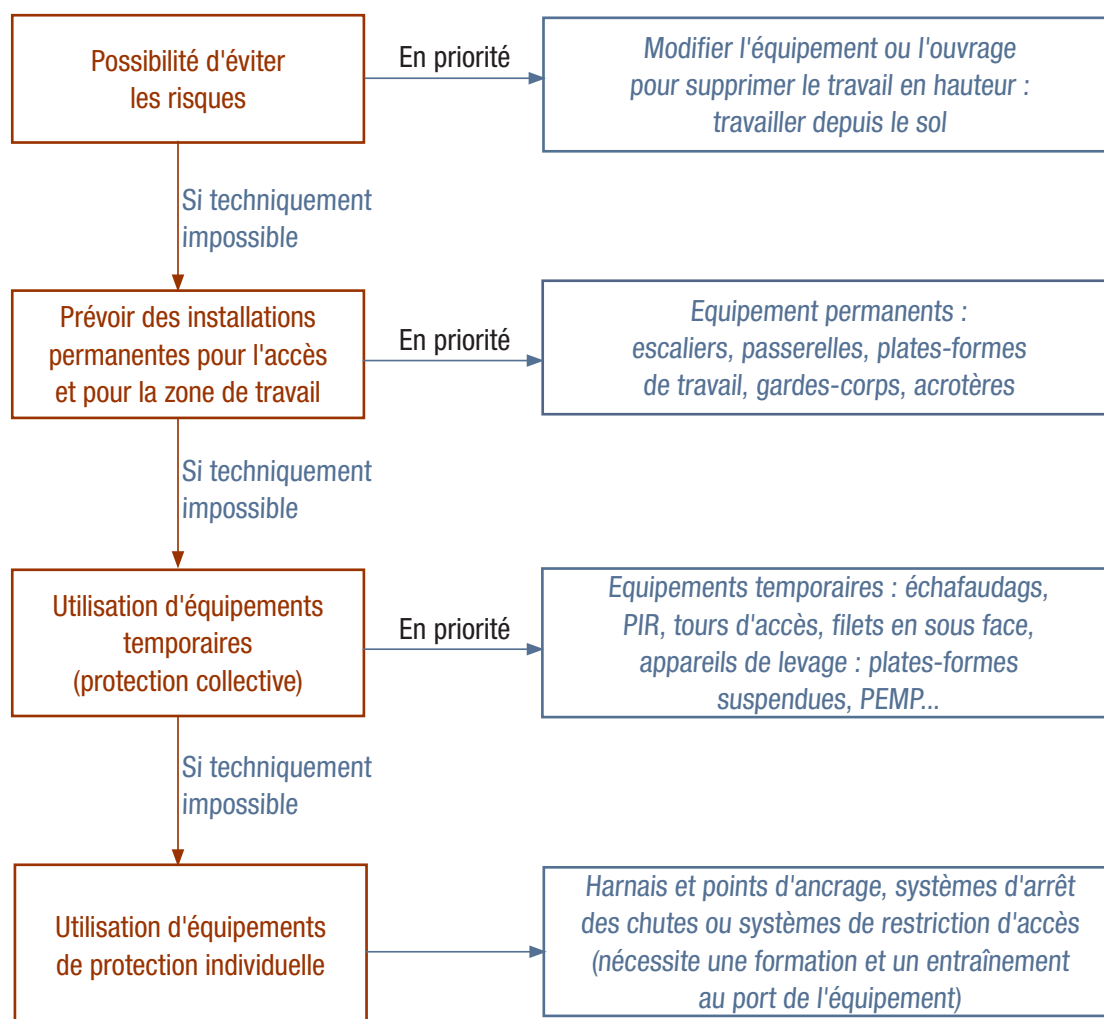 Possibilité d'éviter
les risques
En priorité
Modifier l'équipement ou l'ouvrage
pour supprimer le travail en hauteur :
travailler depuis le sol
Si techniquement
impossible
Prévoir des installations
permanentes pour l'accès
et pour la zone de travail
En priorité
Equipement permanents :
escaliers, passerelles, plates-formes
de travail, gardes-corps, acrotères
Si techniquement
impossible
Utilisation d'équipements
temporaires
(protection collective)
En priorité
Equipements temporaires : échafaudags,
PIR, tours d'accès, filets en sous face,
appareils de levage : plates-formes
suspendues, PEMP...
Si techniquement
impossible
Utilisation d'équipements
de protection individuelle
Harnais et points d'ancrage, systèmes d'arrêt
des chutes ou systèmes de restriction d'accès
(nécessite une formation et un entraînement
au port de l'équipement)